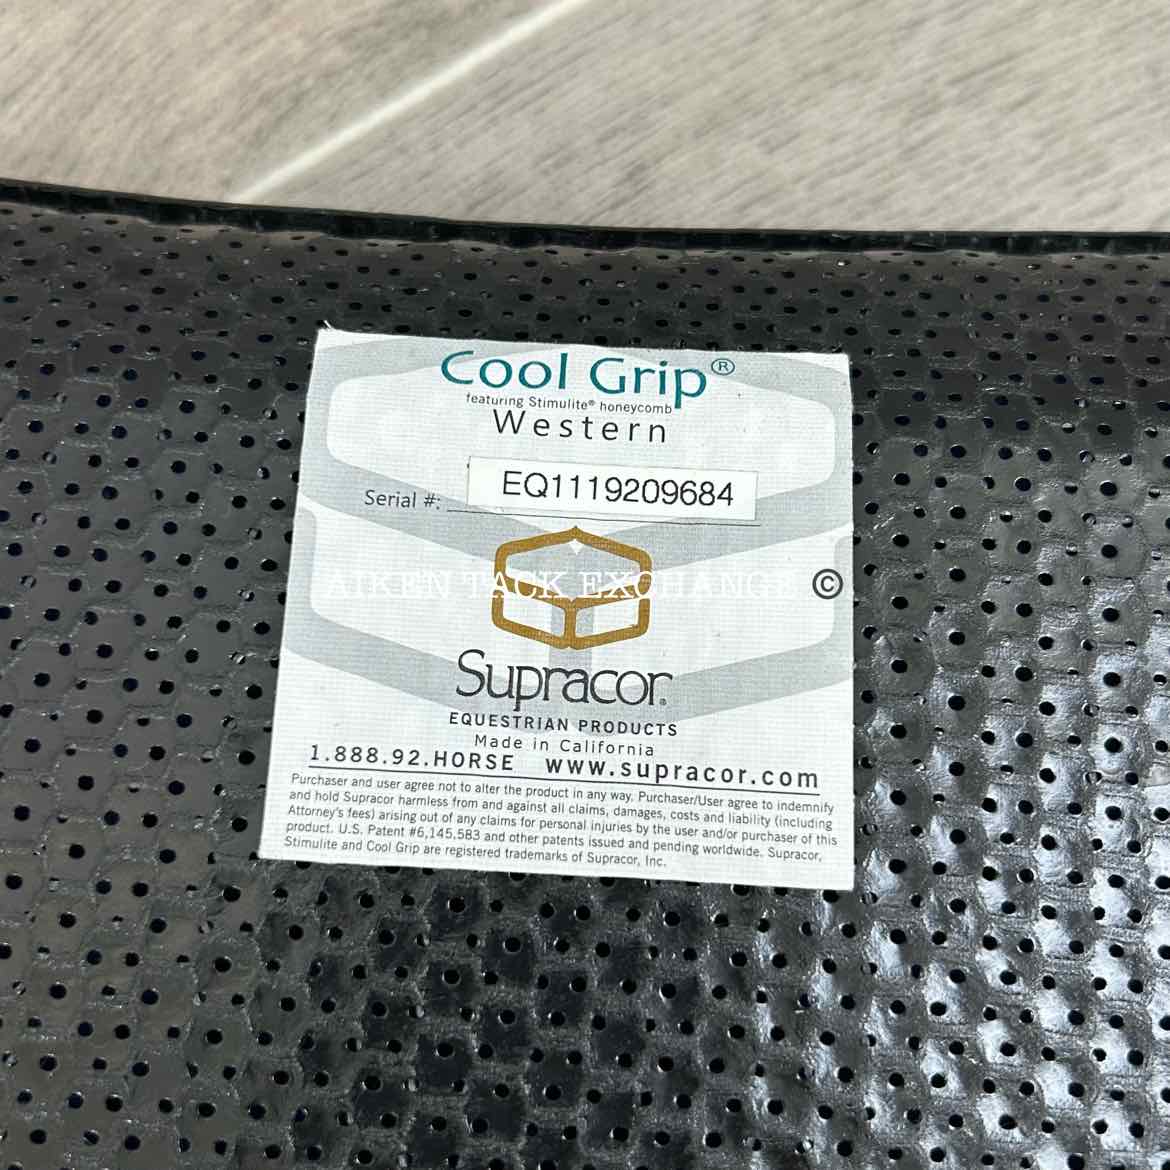 Cool Grip®
featuring Stimulite® honeycomb
Western
Serial #: EQ1119209684
AIKEN TACK EXCHANGE ©
Supracor®
EQUESTRIAN PRODUCTS
Made in California
1.888.92.HORSE www.supracor.com
Purchaser and user agree not to alter the product in any way. Purchaser/User agree to indemnify
and hold Supracor harmless from and against all claims, damages, costs and liability (including
Attorney's fees) arising out of any claims for personal injuries by the user and/or purchaser of this
product. U.S. Patent #6,145,583 and other patents issued and pending worldwide. Supracor,
Stimulite and Cool Grip are registered trademarks of Supracor, Inc.